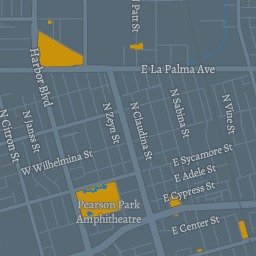 N Patt St
Harbor Blvd
E La Palma Ave
N Citron St
N Janss St
N Zeyn St
N Claudina St
N Sabina St
N Vine St
W Wilhelmina St
E Sycamore St
E Adele St
E Cypress St
Pearson Park
Amphitheatre
E Center St